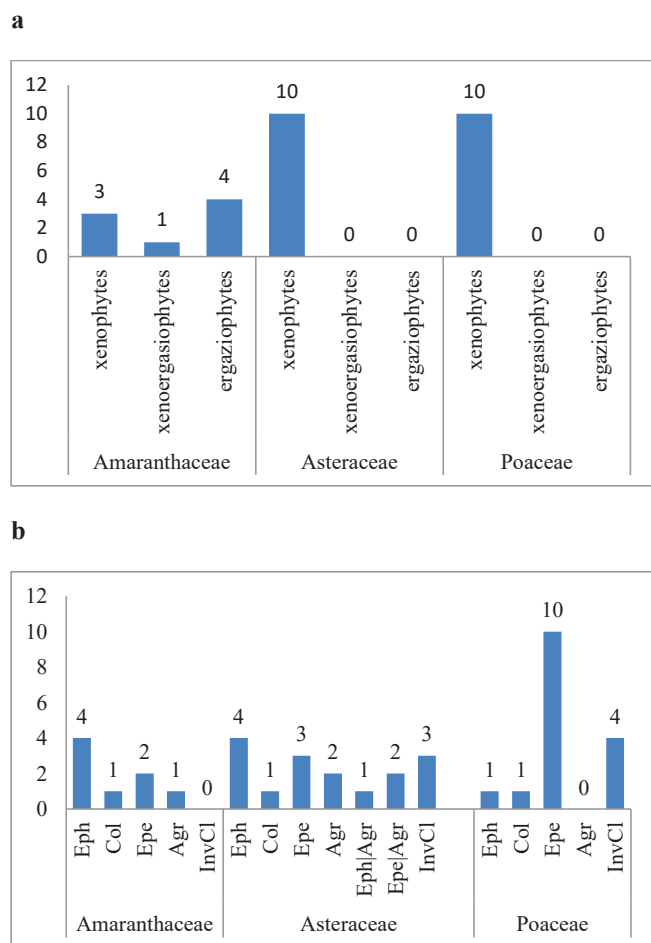 a
12
10
8
6
4
2
0
3
1
4
10
0
0
10
0
0
xenophytes
xenoergasiophytes
ergaziophytes
xenophytes
xenoergasiophytes
ergaziophytes
xenophytes
xenoergasiophytes
ergaziophytes
Amaranthaceae
Asteraceae
Poaceae
b
12
10
8
6
4
2
0
4
1
2
1
0
4
1
3
2
1
2
3
1
1
10
0
4
Eph
Col
Epe
Agr
InvCl
Eph
Col
Epe
Agr
Eph|Agr
Epe|Agr
InvCl
Eph
Col
Epe
Agr
InvCl
Amaranthaceae
Asteraceae
Poaceae